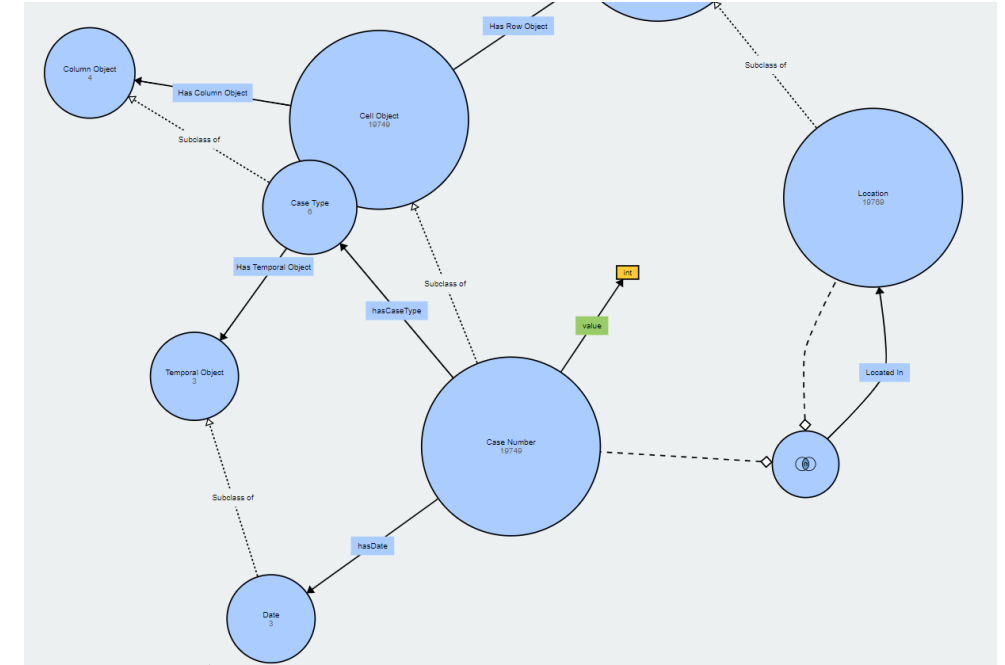 Has Row Object
Subclass of
Column Object
4
Has Column Object
Cell Object
19749
Subclass of
Case Type
6
Location
19769
Has Temporal Object
Subclass of
int
hasCaseType
value
Temporal Object
3
Located In
Case Number
19749
Subclass of
hasDate
Date
3